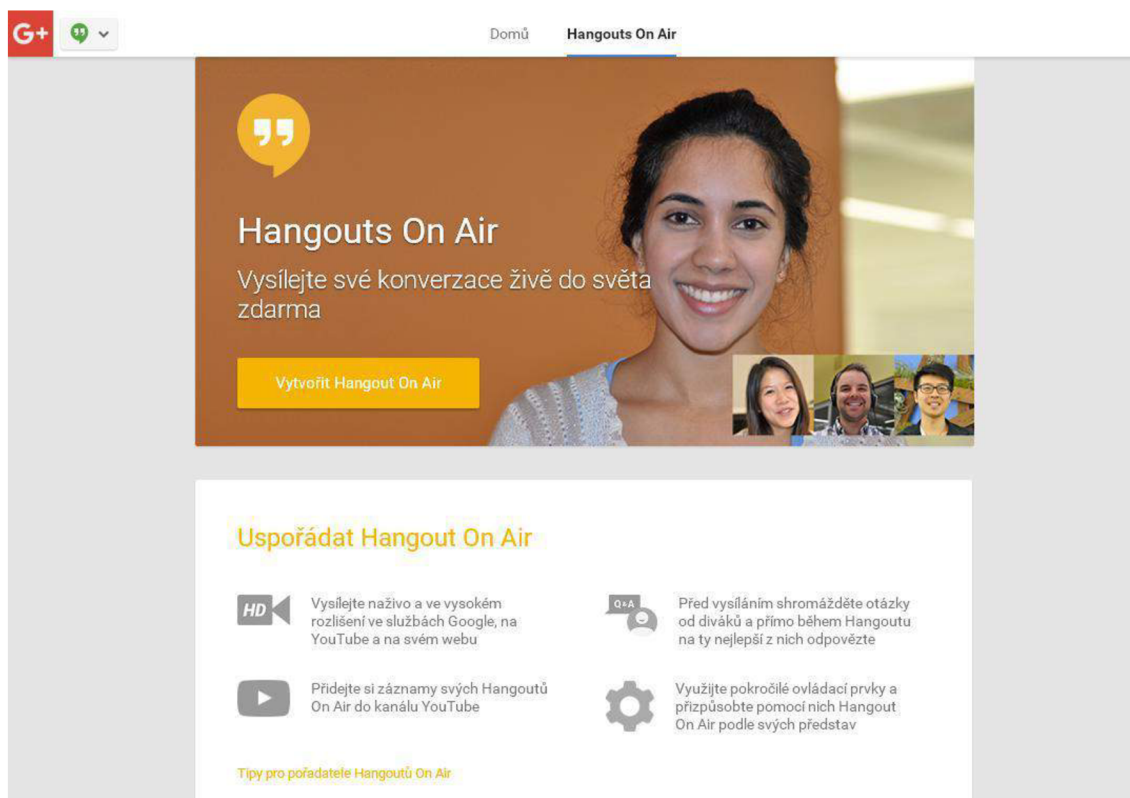 G+
Domů
Hangouts On Air
Hangouts On Air
Vysílejte své konverzace živě do světa
zdarma
Vytvořit Hangout On Air
Uspořádat Hangout On Air
HD
Vysílejte naživo a ve vysokém
rozlišení ve službách Google, na
YouTube a na svém webu
Q+A
Před vysíláním shromážděte otázky
od diváků a přímo během Hangoutu
na ty nejlepší z nich odpovězte
Přidejte si záznamy svých Hangoutů
On Air do kanálu YouTube
Využijte pokročilé ovládací prvky a
přizpůsobte pomocí nich Hangout
On Air podle svých představ
Tipy pro pořadatele Hangoutů On Air